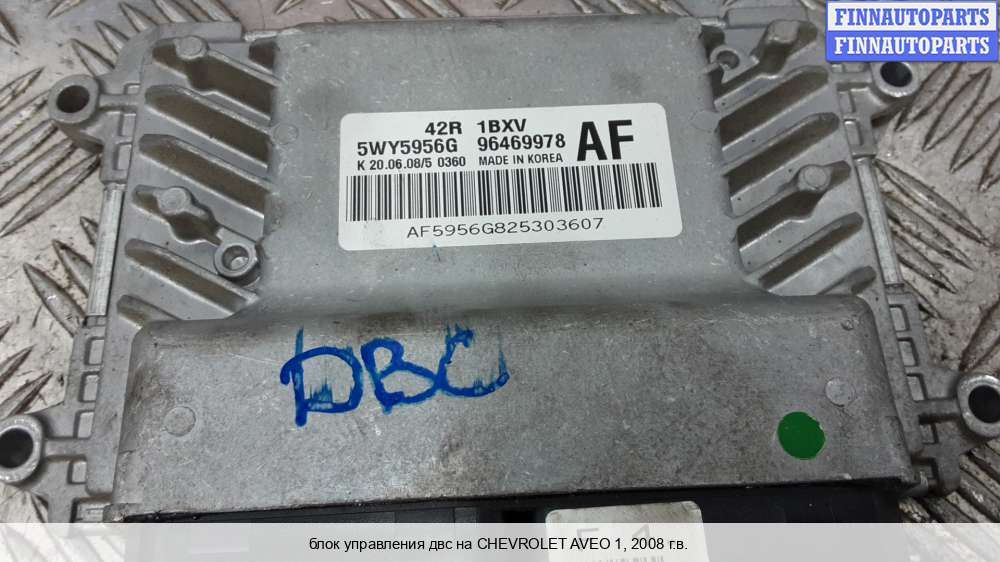 FINNAUTOPARTS
FINNAUTOPARTS
42R 1BXV
5WY5956G 96469978 AF
K 20.06.08/5 0360 MADE IN KOREA
AF5956G825303607
ДВС
блок управления двс на CHEVROLET AVEO 1, 2008 г.в.